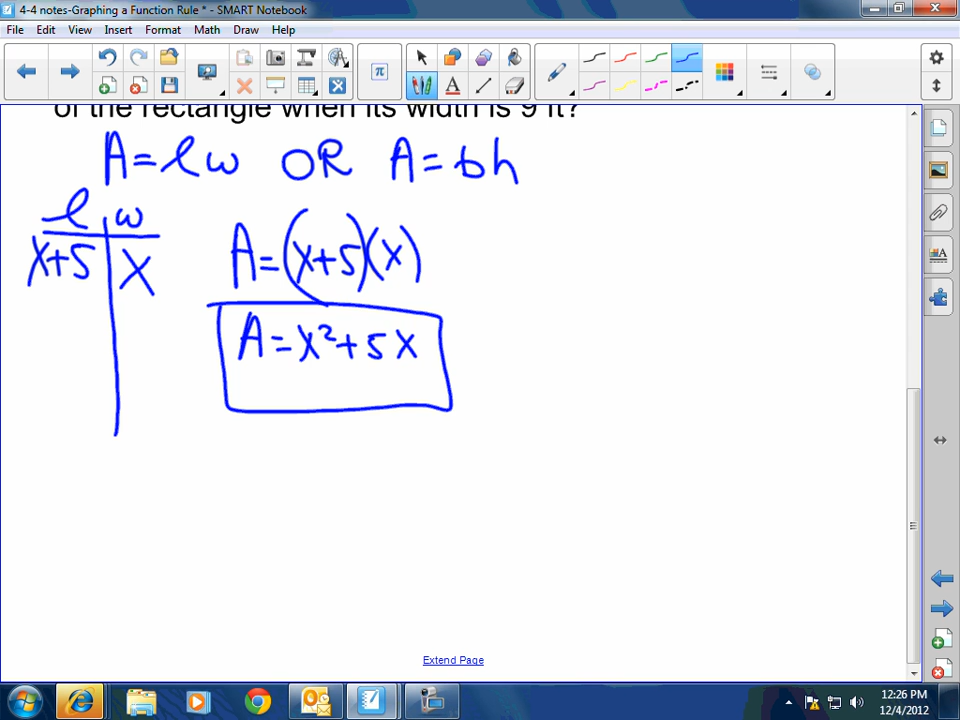 4-4 notes-Graphing a Function Rule * - SMART Notebook
File Edit View Insert Format Math Draw Help
of the rectangle when its width is 9 ft?
A = l w OR A = bh
l w
x+5 x
A = (x+5)(x)
A = x² + 5x
Extend Page
12:26 PM
12/4/2012